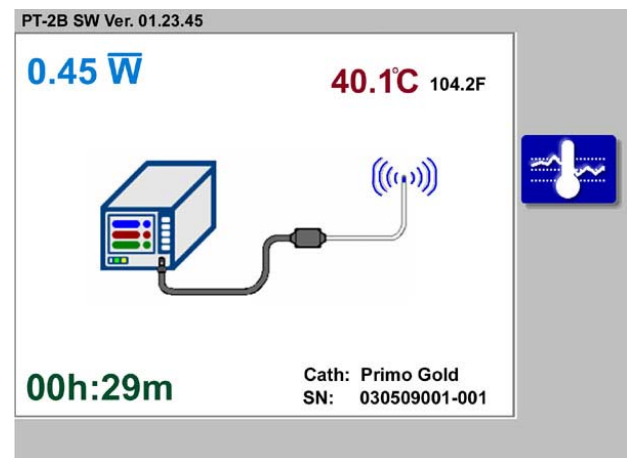 PT-2B SW Ver. 01.23.45
0.45 W̅
40.1°C 104.2F
00h:29m
Cath: Primo Gold
SN: 030509001-001